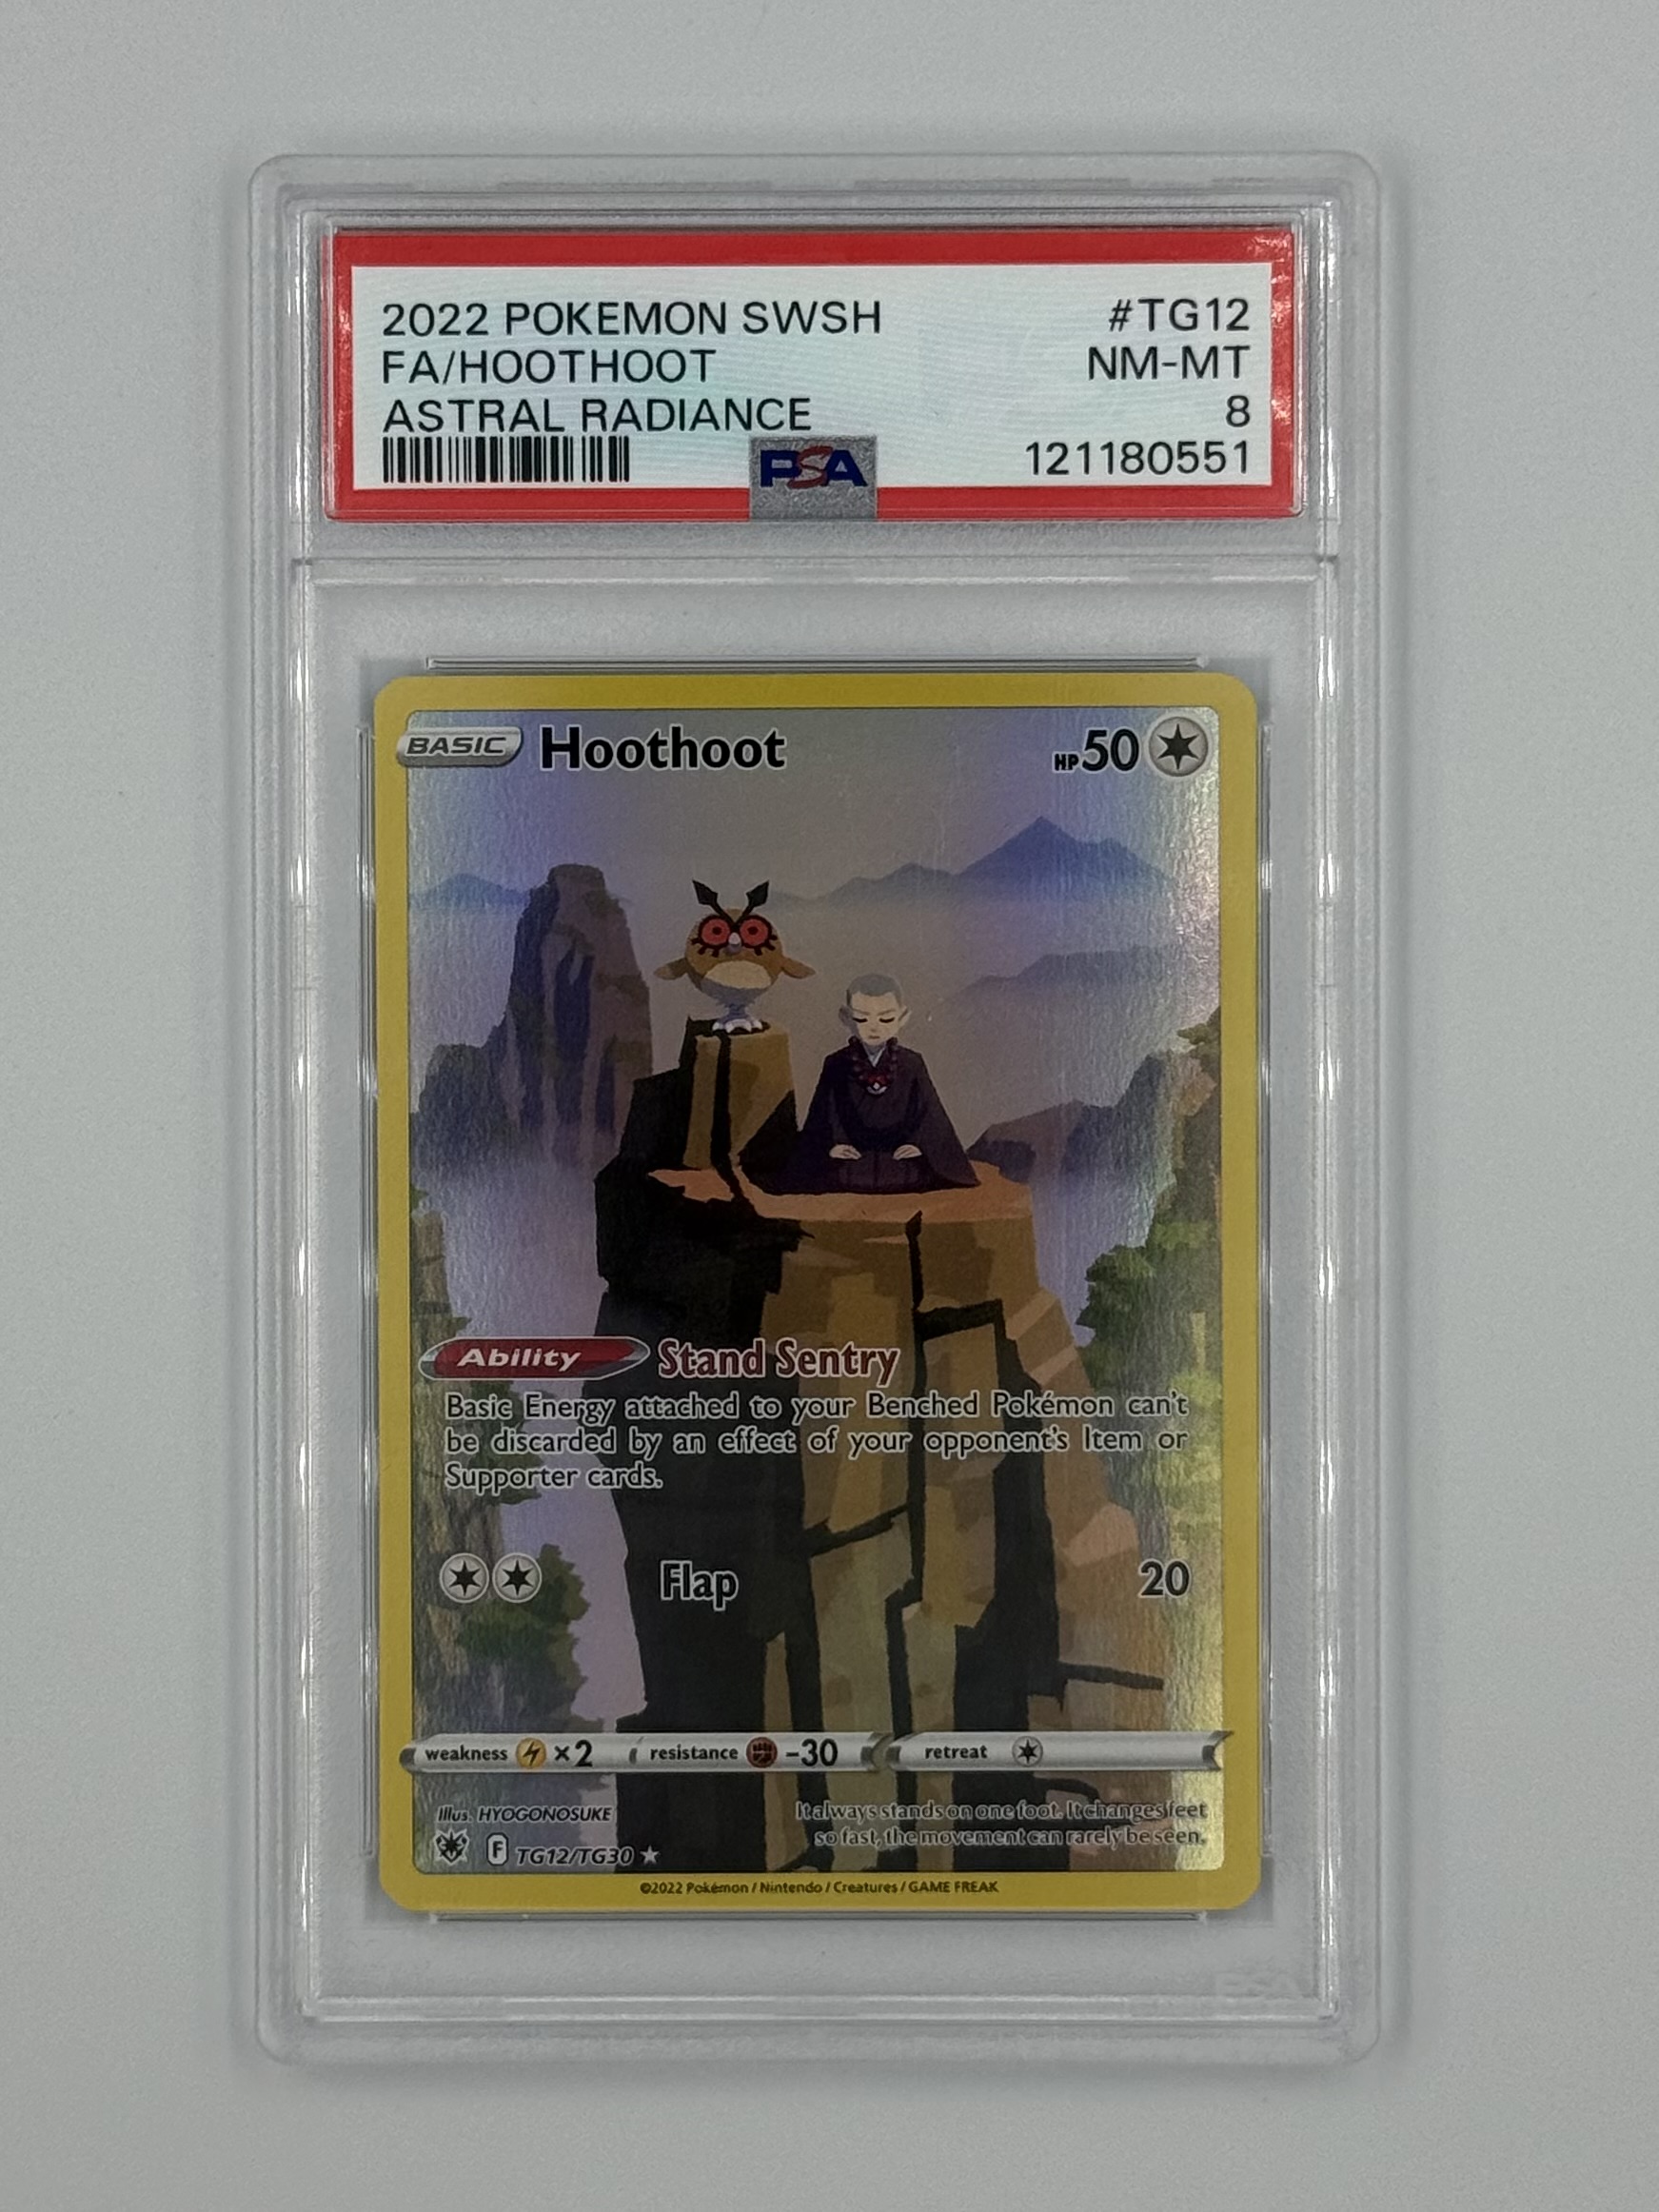 2022 POKEMON SWSH #TG12
FA/HOOTHOOT NM-MT
ASTRAL RADIANCE 8
PSA 121180551
BASIC Hoothoot HP 50
Ability Stand Sentry
Basic Energy attached to your Benched Pokémon can't
be discarded by an effect of your opponent's Item or
Supporter cards.
Flap 20
weakness ×2 resistance -30 retreat
Illus. HYOGONOSUKE
It always stands on one foot. It changes feet
so fast, the movement can rarely be seen.
F TG12/TG30
©2022 Pokémon / Nintendo / Creatures / GAME FREAK
PSA